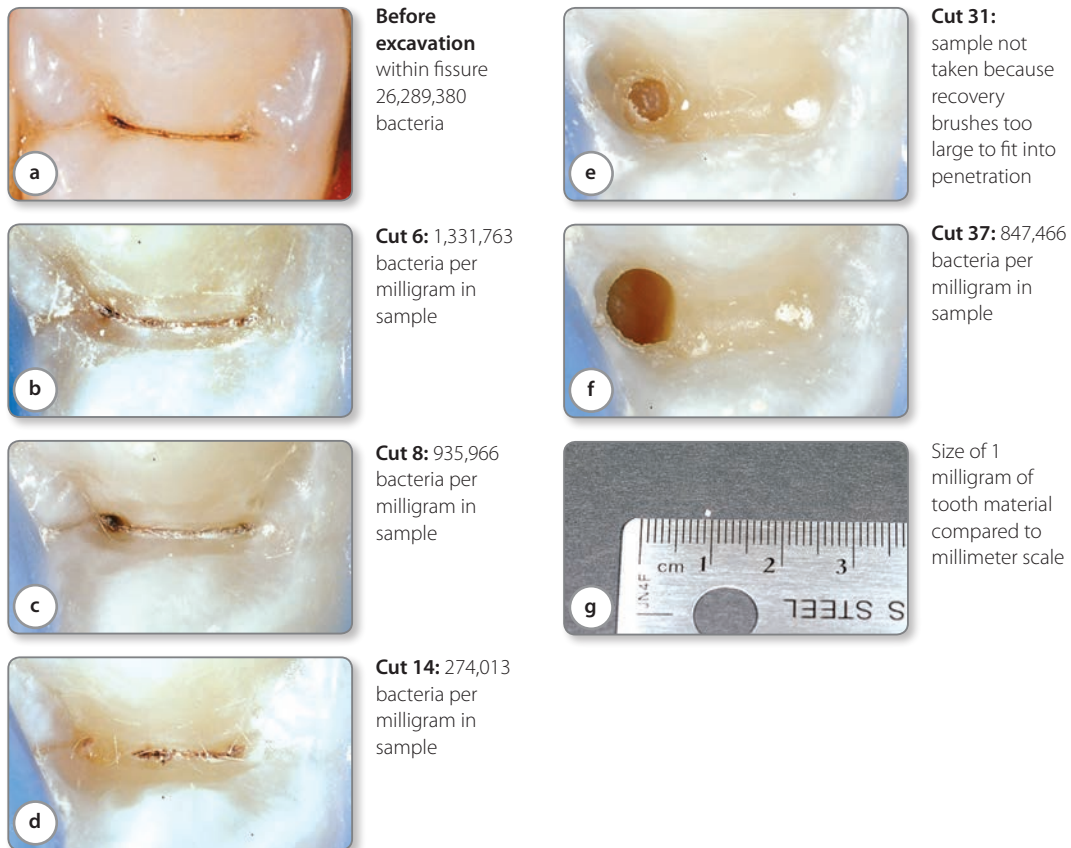 Before
excavation
within fissure
26,289,380
bacteria
a
Cut 6: 1,331,763
bacteria per
milligram in
sample
b
Cut 8: 935,966
bacteria per
milligram in
sample
c
Cut 14: 274,013
bacteria per
milligram in
sample
d
Cut 31:
sample not
taken because
recovery
brushes too
large to fit into
penetration
e
Cut 37: 847,466
bacteria per
milligram in
sample
f
Size of 1
milligram of
tooth material
compared to
millimeter scale
cm 1 2 3
JN4F
S STEEL S
g